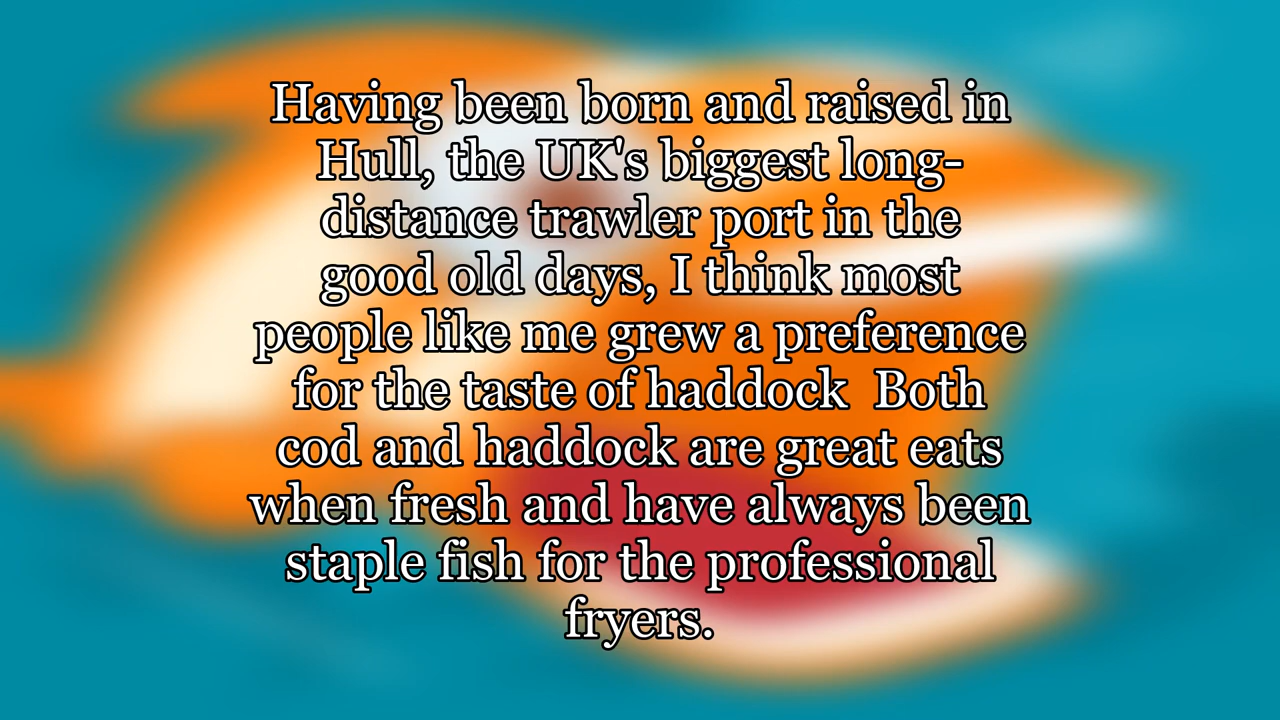 Having been born and raised in
Hull, the UK's biggest long-
distance trawler port in the
good old days, I think most
people like me grew a preference
for the taste of haddock  Both
cod and haddock are great eats
when fresh and have always been
staple fish for the professional
fryers.